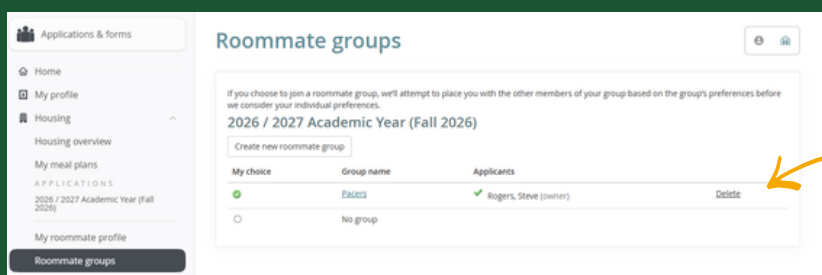 Applications & forms
Home
My profile
Housing
Housing overview
My meal plans
APPLICATIONS
2026 / 2027 Academic Year (Fall
2026)
My roommate profile
Roommate groups
Roommate groups
If you choose to join a roommate group, we'll attempt to place you with the other members of your group based on the group's preferences before
we consider your individual preferences.
2026 / 2027 Academic Year (Fall 2026)
Create new roommate group
My choice Group name Applicants
Pacers Rogers, Steve (owner) Delete
No group